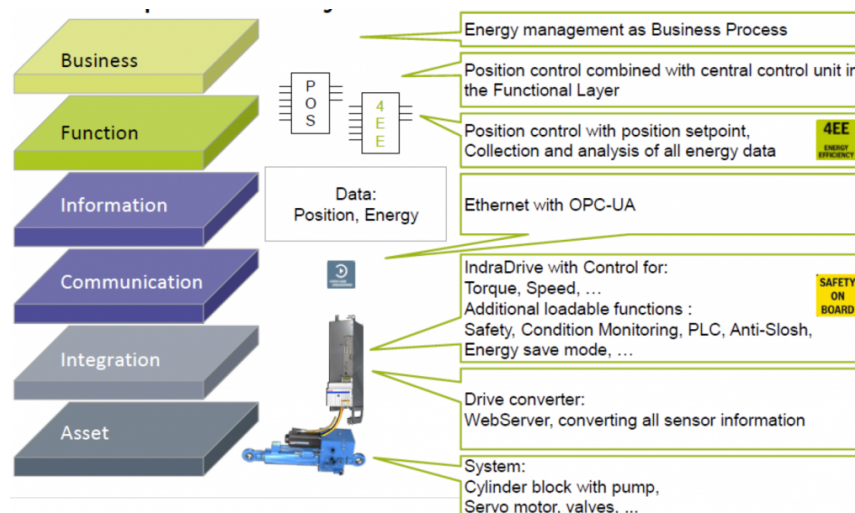 Business
Function
Information
Communication
Integration
Asset
POS
4EE
Data:
Position, Energy
Energy management as Business Process
Position control combined with central control unit in
the Functional Layer
Position control with position setpoint,
Collection and analysis of all energy data
4EE
ENERGY
EFFICIENCY
Ethernet with OPC-UA
IndraDrive with Control for:
Torque, Speed, …
Additional loadable functions :
Safety, Condition Monitoring, PLC, Anti-Slosh,
Energy save mode, …
SAFETY
ON
BOARD
Drive converter:
WebServer, converting all sensor information
System:
Cylinder block with pump,
Servo motor, valves, ...